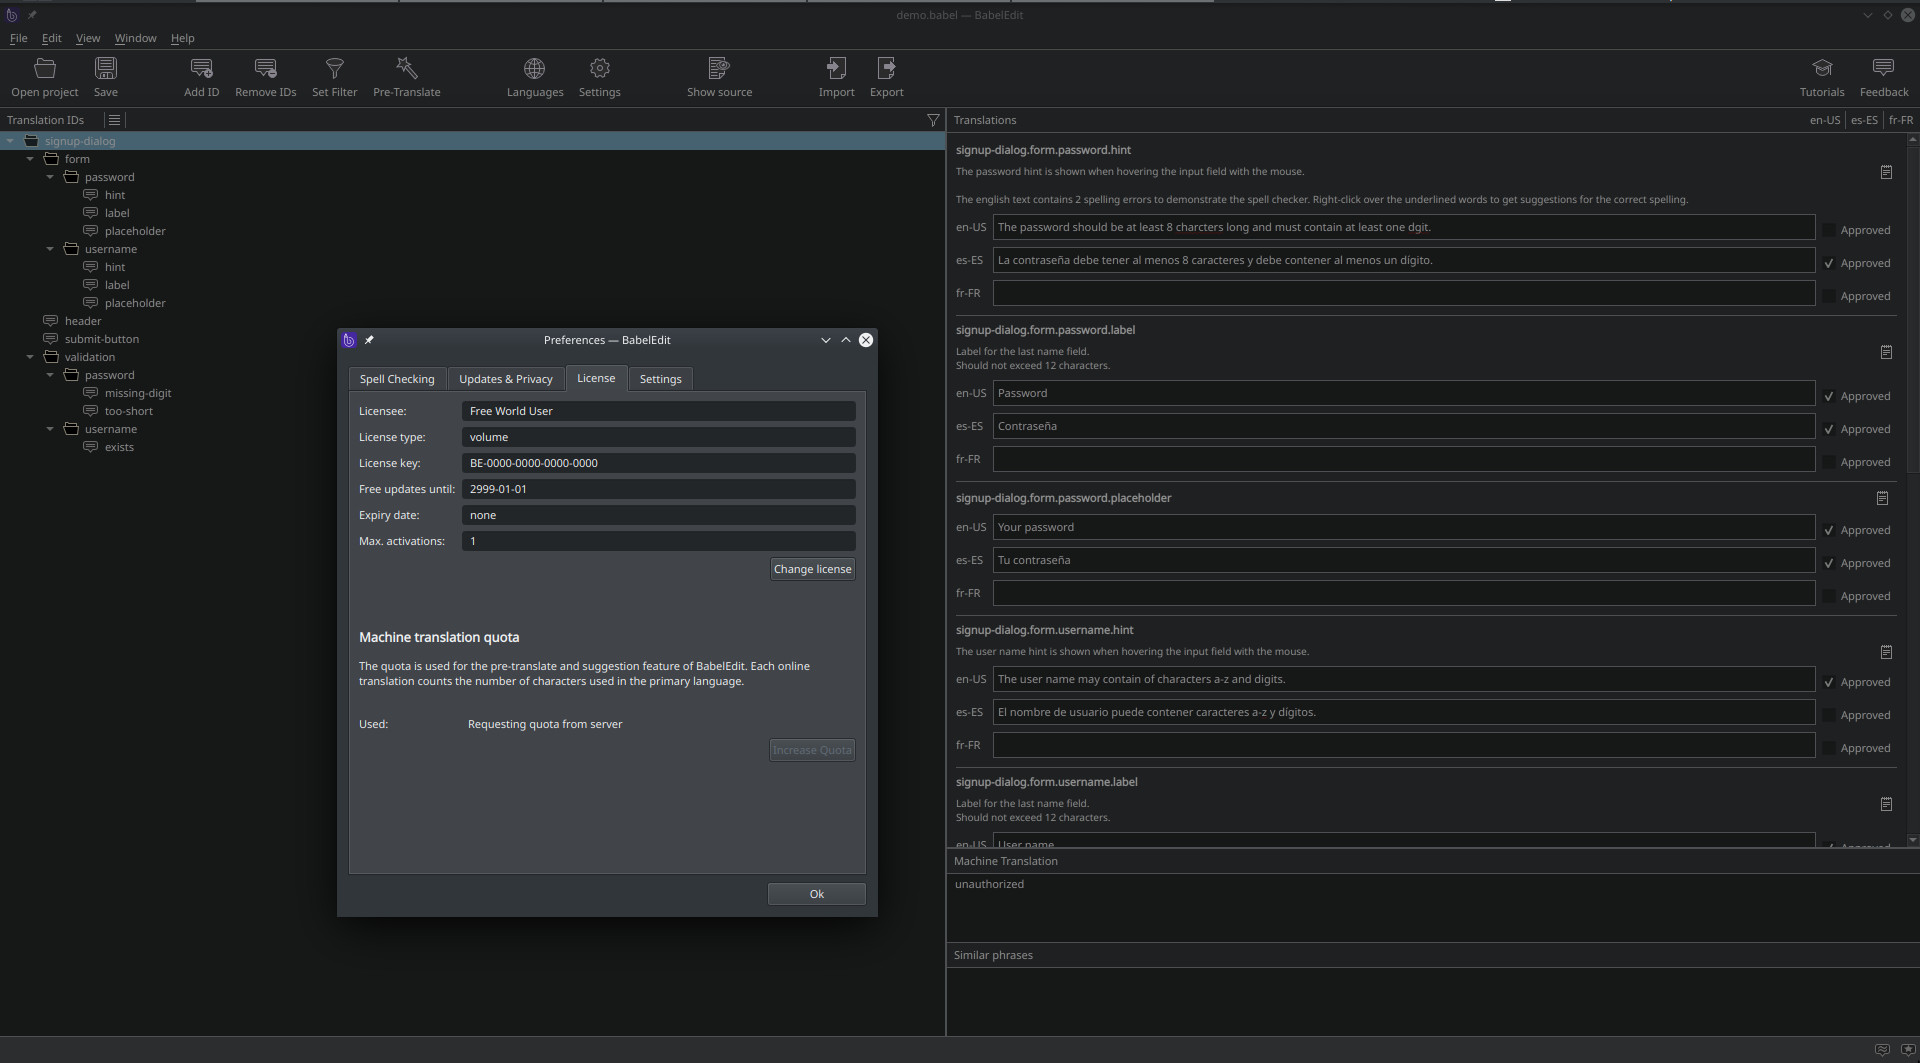 demo.babel — BabelEdit
File Edit View Window Help
Open project Save Add ID Remove IDs Set Filter Pre-Translate Languages Settings Show source Import Export Tutorials Feedback
Translation IDs
signup-dialog
form
password
hint
label
placeholder
username
hint
label
placeholder
header
submit-button
validation
password
missing-digit
too-short
username
exists
Preferences — BabelEdit
Spell Checking Updates & Privacy License Settings
Licensee: Free World User
License type: volume
License key: BE-0000-0000-0000-0000
Free updates until: 2999-01-01
Expiry date: none
Max. activations: 1
Change license
Machine translation quota
The quota is used for the pre-translate and suggestion feature of BabelEdit. Each online
translation counts the number of characters used in the primary language.
Used: Requesting quota from server
Increase Quota
Ok
Translations en-US es-ES fr-FR
signup-dialog.form.password.hint
The password hint is shown when hovering the input field with the mouse.
The english text contains 2 spelling errors to demonstrate the spell checker. Right-click over the underlined words to get suggestions for the correct spelling.
en-US The password should be at least 8 charcters long and must contain at least one dgit. Approved
es-ES La contraseña debe tener al menos 8 caracteres y debe contener al menos un dígito. Approved
fr-FR Approved
signup-dialog.form.password.label
Label for the last name field.
Should not exceed 12 characters.
en-US Password Approved
es-ES Contraseña Approved
fr-FR Approved
signup-dialog.form.password.placeholder
en-US Your password Approved
es-ES Tu contraseña Approved
fr-FR Approved
signup-dialog.form.username.hint
The user name hint is shown when hovering the input field with the mouse.
en-US The user name may contain of characters a-z and digits. Approved
es-ES El nombre de usuario puede contener caracteres a-z y dígitos. Approved
fr-FR Approved
signup-dialog.form.username.label
Label for the last name field.
Should not exceed 12 characters.
en-US User name Approved
Machine Translation
unauthorized
Similar phrases